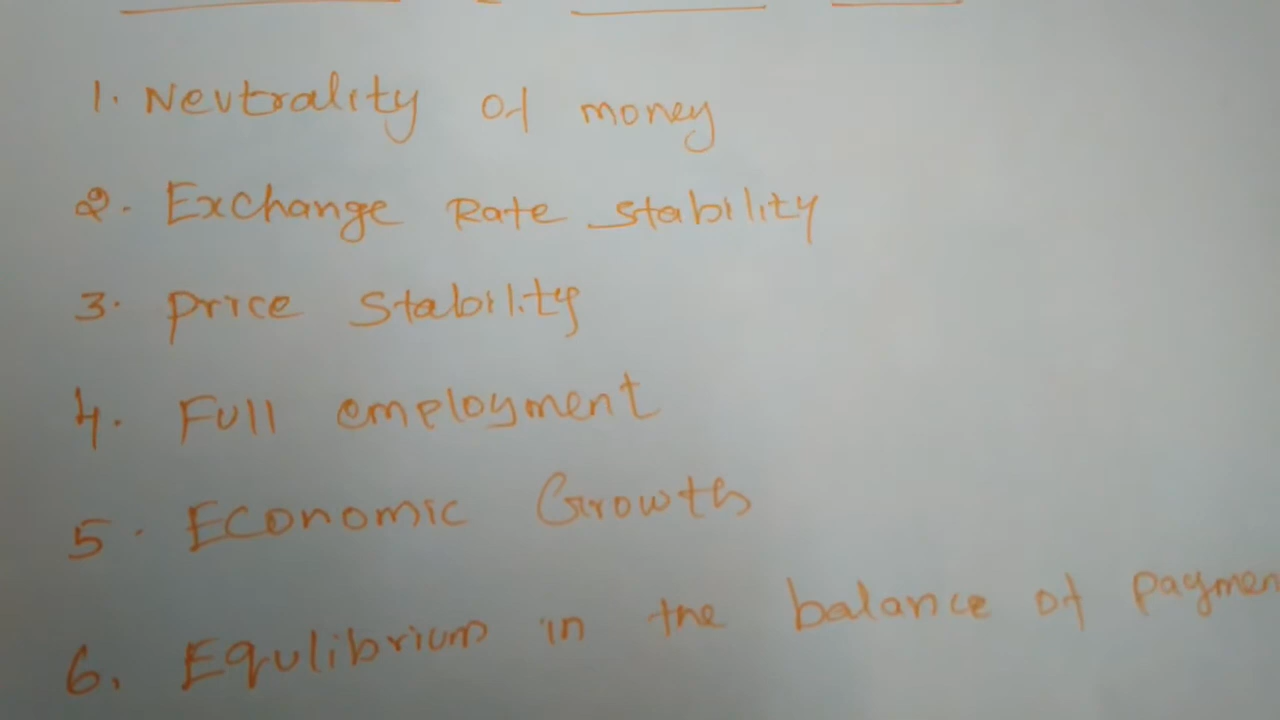 1. Neutrality of money
2. Exchange Rate stability
3. Price Stability
4. Full employment
5. Economic Growth
6. Equlibrium in the balance of paymen